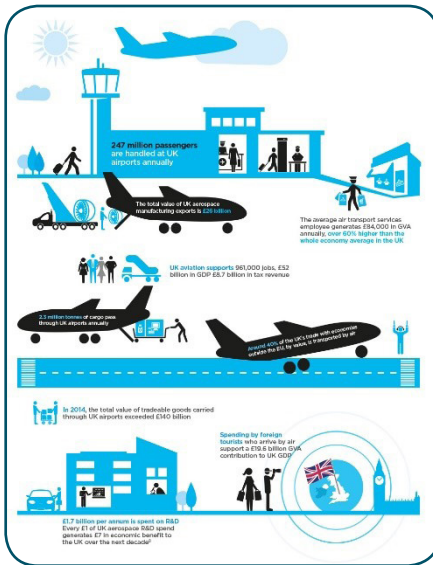 247 million passengers
are handled at UK
airports annually
The total value of UK aerospace
manufacturing exports is £26 billion
The average air transport services
employee generates £84,000 in GVA
annually, over 60% higher than the
whole economy average in the UK
UK aviation supports 961,000 jobs, £52
billion in GDP £8.7 billion in tax revenue
2.3 million tonnes of cargo pass
through UK airports annually
Around 40% of the UK's trade with economies
outside the EU, by value, is transported by air
In 2014, the total value of tradeable goods carried
through UK airports exceeded £140 billion
Spending by foreign
tourists who arrive by air
support a £19.6 billion GVA
contribution to UK GDP
£1.7 billion per annum is spent on R&D
Every £1 of UK aerospace R&D spend
generates £7 in economic benefit to
the UK over the next decade